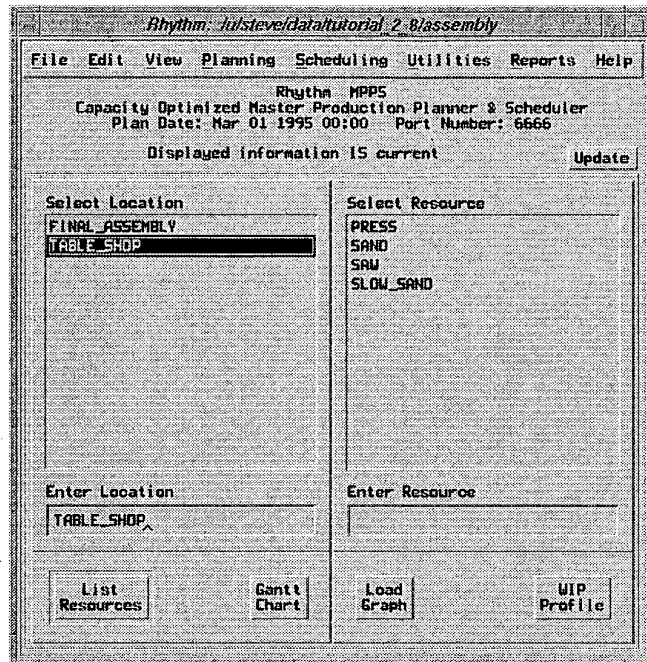 Rhythm: /u/steve/data/tutorial_2_8/assembly
File Edit View Planning Scheduling Utilities Reports Help
Rhythm MPPS
Capacity Optimized Master Production Planner & Scheduler
Plan Date: Mar 01 1995 00:00 Port Number: 6666
Displayed information IS current
Update
Select Location
FINAL_ASSEMBLY
TABLE_SHOP
Enter Location
TABLE_SHOP
Select Resource
PRESS
SAND
SAW
SLOW_SAND
Enter Resource
List Resources
Gantt Chart
Load Graph
WIP Profile